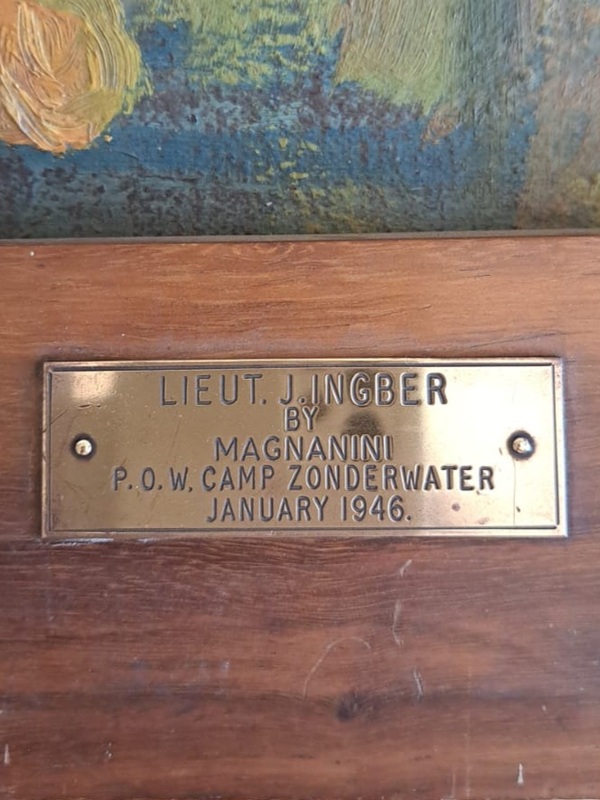 LIEUT. J. INGBER
BY
MAGNANINI
P.O.W. CAMP ZONDERWATER
JANUARY 1946.